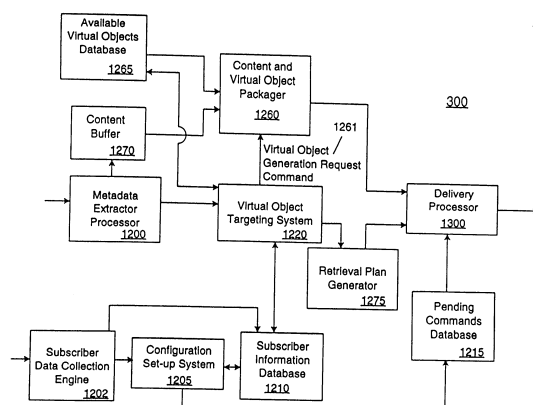 Available
Virtual Objects
Database
1265
Content and
Virtual Object
Packager
1260
300
Content
Buffer
1270
1261
Virtual Object
Generation Request
Command
Metadata
Extractor
Processor
1200
Virtual Object
Targeting System
1220
Delivery
Processor
1300
Retrieval Plan
Generator
1275
Pending
Commands
Database
1215
Subscriber
Data Collection
Engine
1202
Configuration
Set-up System
1205
Subscriber
Information
Database
1210